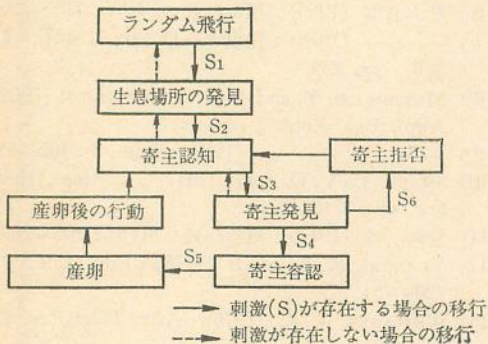 ランダム飛行
S1
生息場所の発見
S2
寄主認知
寄主拒否
S3
S6
産卵後の行動
寄主発見
S4
産卵
S5
寄主容認
刺激(S)が存在する場合の移行
刺激が存在しない場合の移行